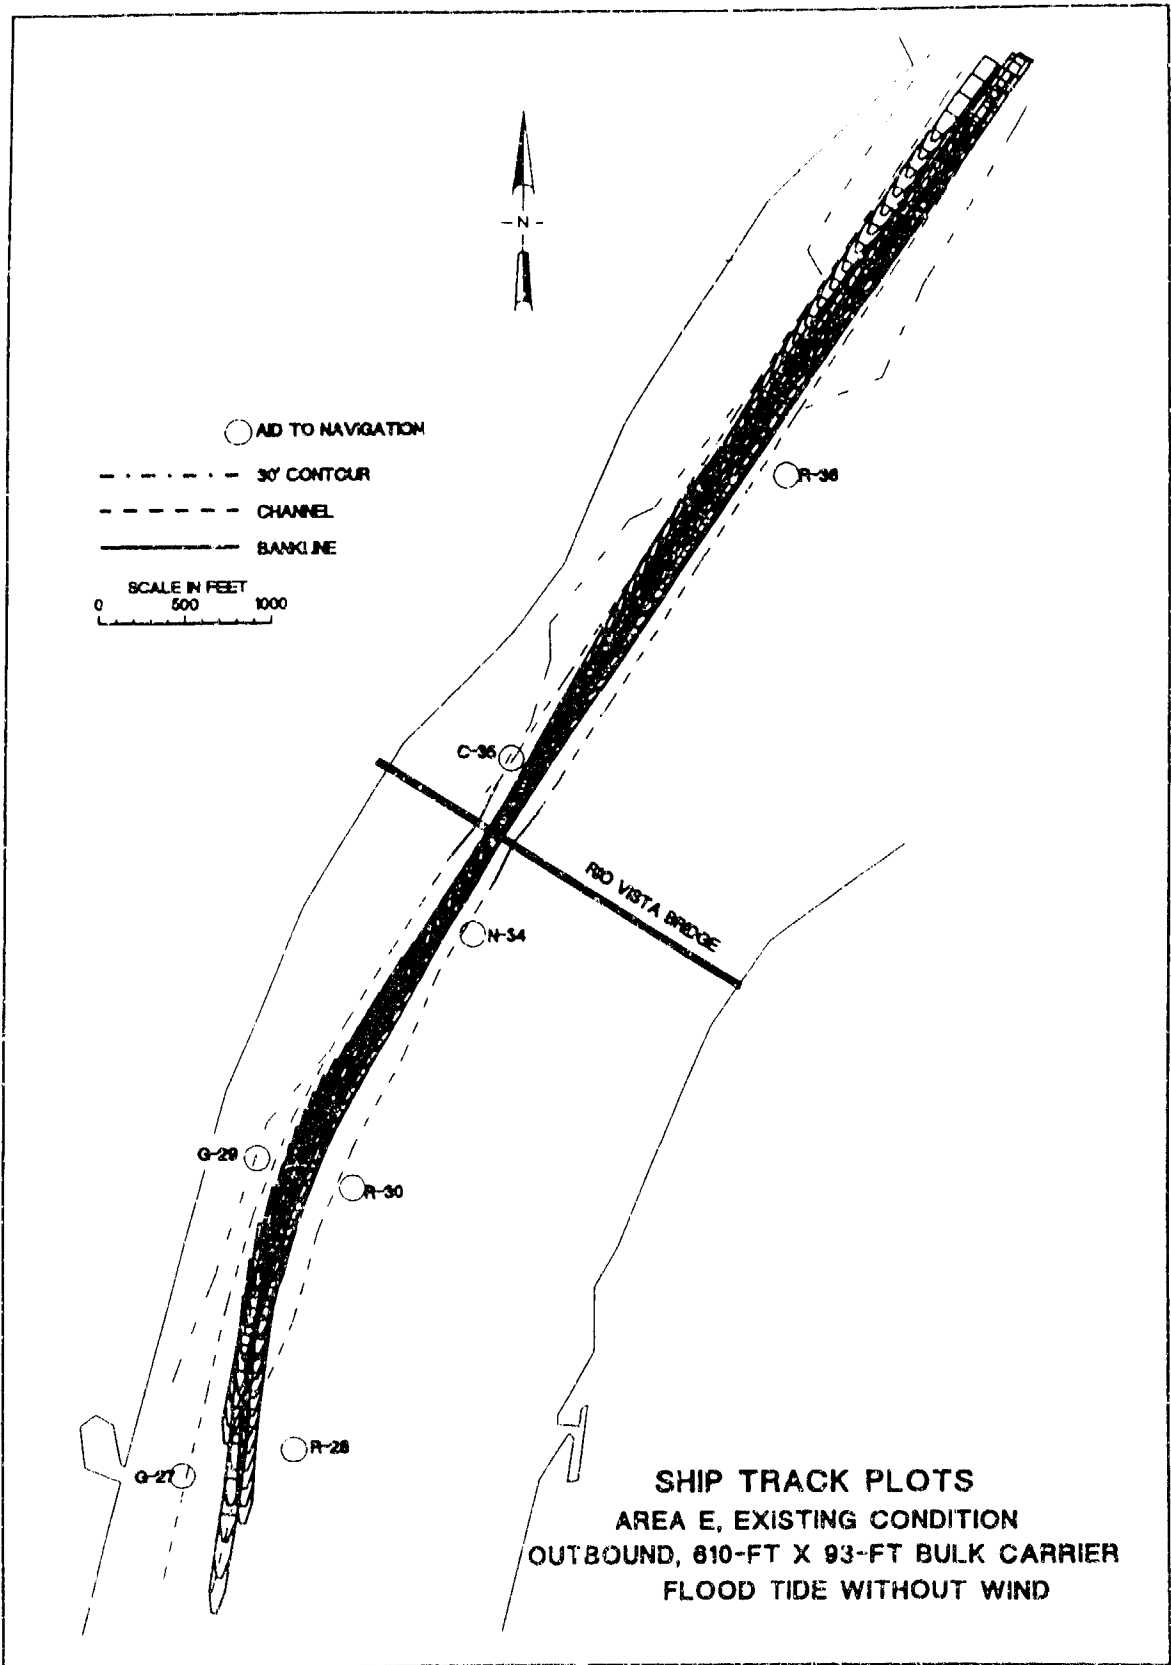 - N -
AID TO NAVIGATION
30' CONTOUR
CHANNEL
BANKLINE
SCALE IN FEET
0 500 1000
R-36
C-35
RIO VISTA BRIDGE
N-34
G-29
R-30
R-28
G-27
SHIP TRACK PLOTS
AREA E, EXISTING CONDITION
OUTBOUND, 610-FT X 93-FT BULK CARRIER
FLOOD TIDE WITHOUT WIND